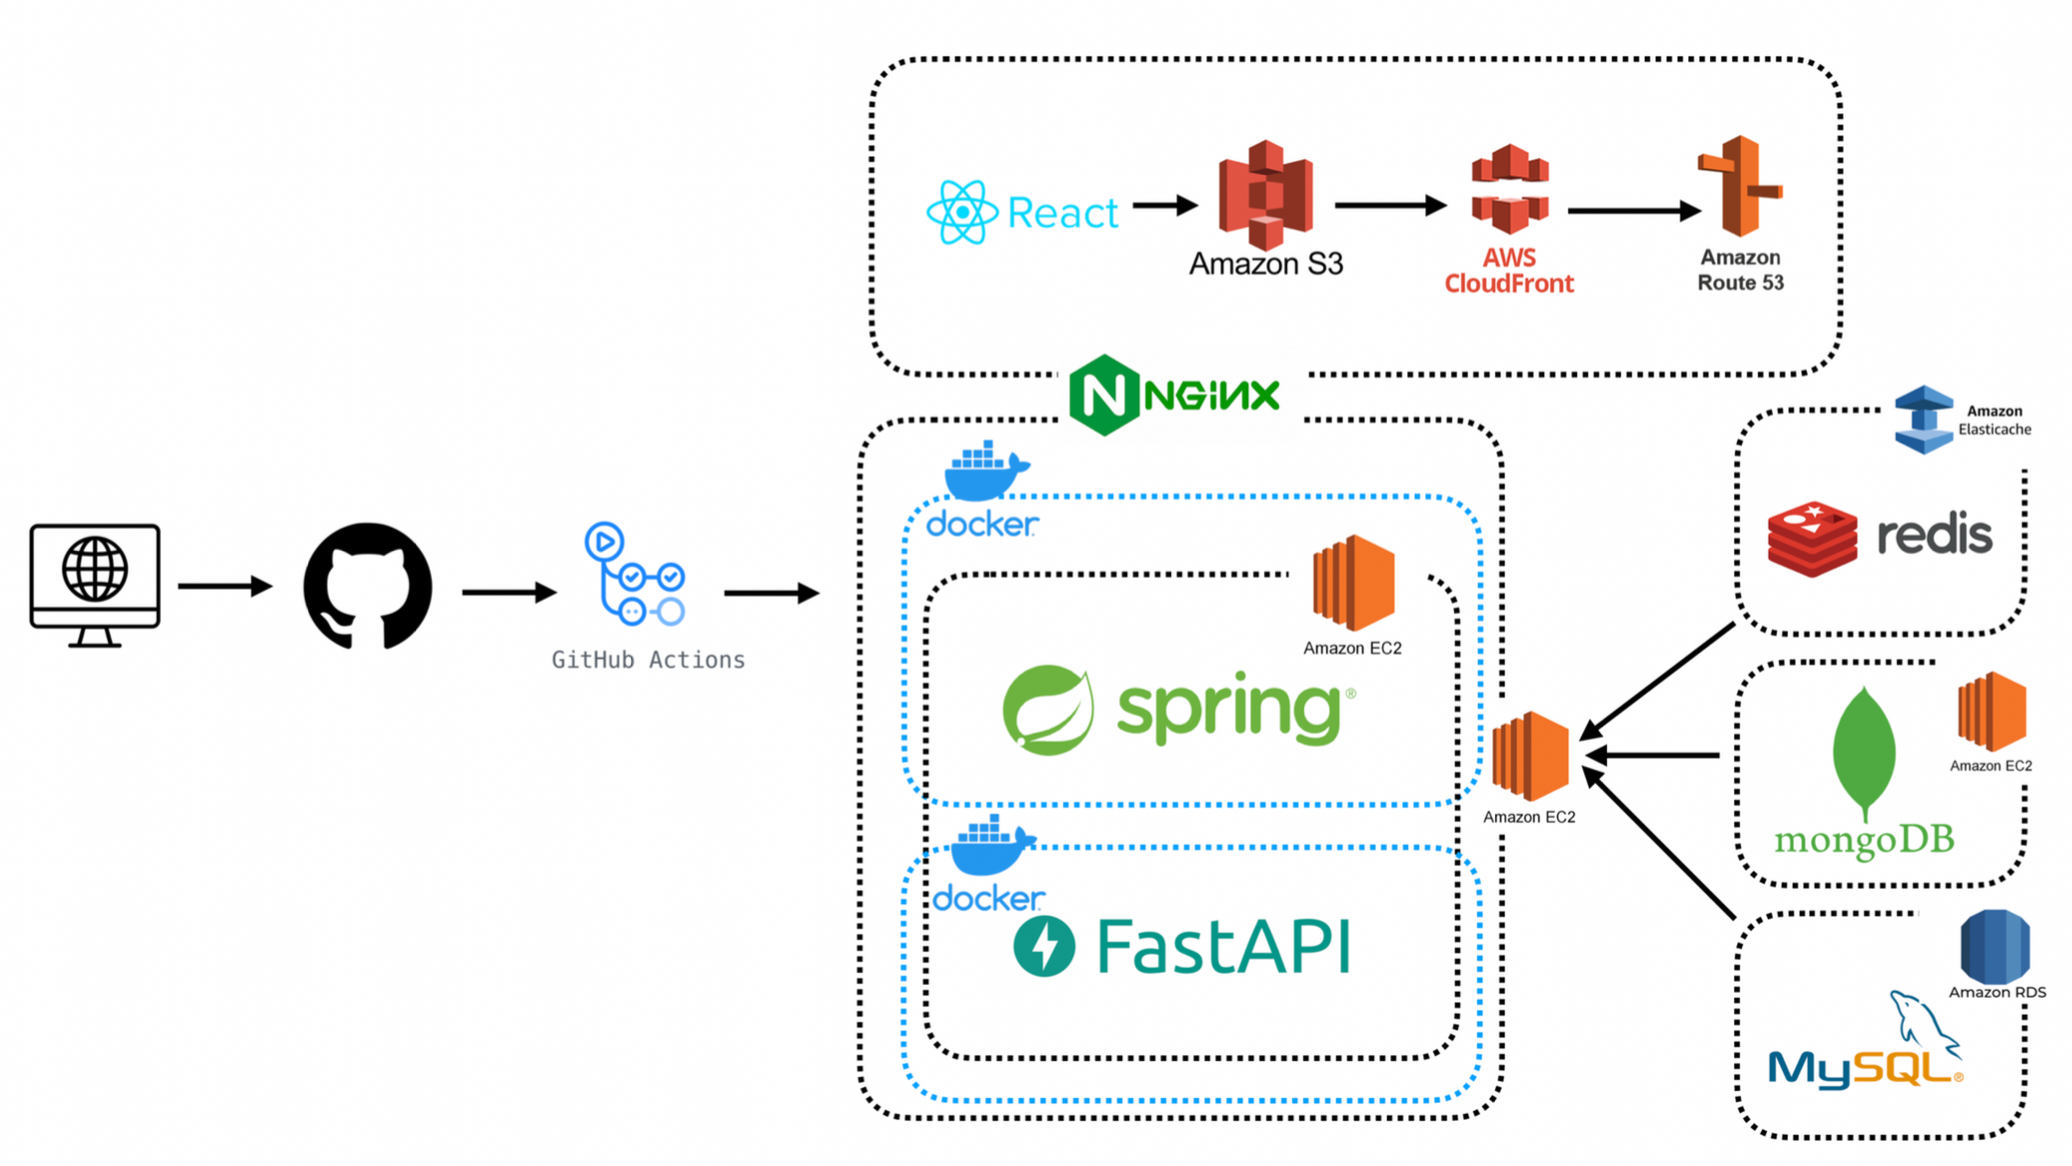 React
Amazon S3
AWS
CloudFront
Amazon
Route 53
NGiNX
Amazon
Elasticache
docker
redis
Amazon EC2
GitHub Actions
spring®
Amazon EC2
Amazon EC2
mongoDB
docker
FastAPI
Amazon RDS
MySQL®